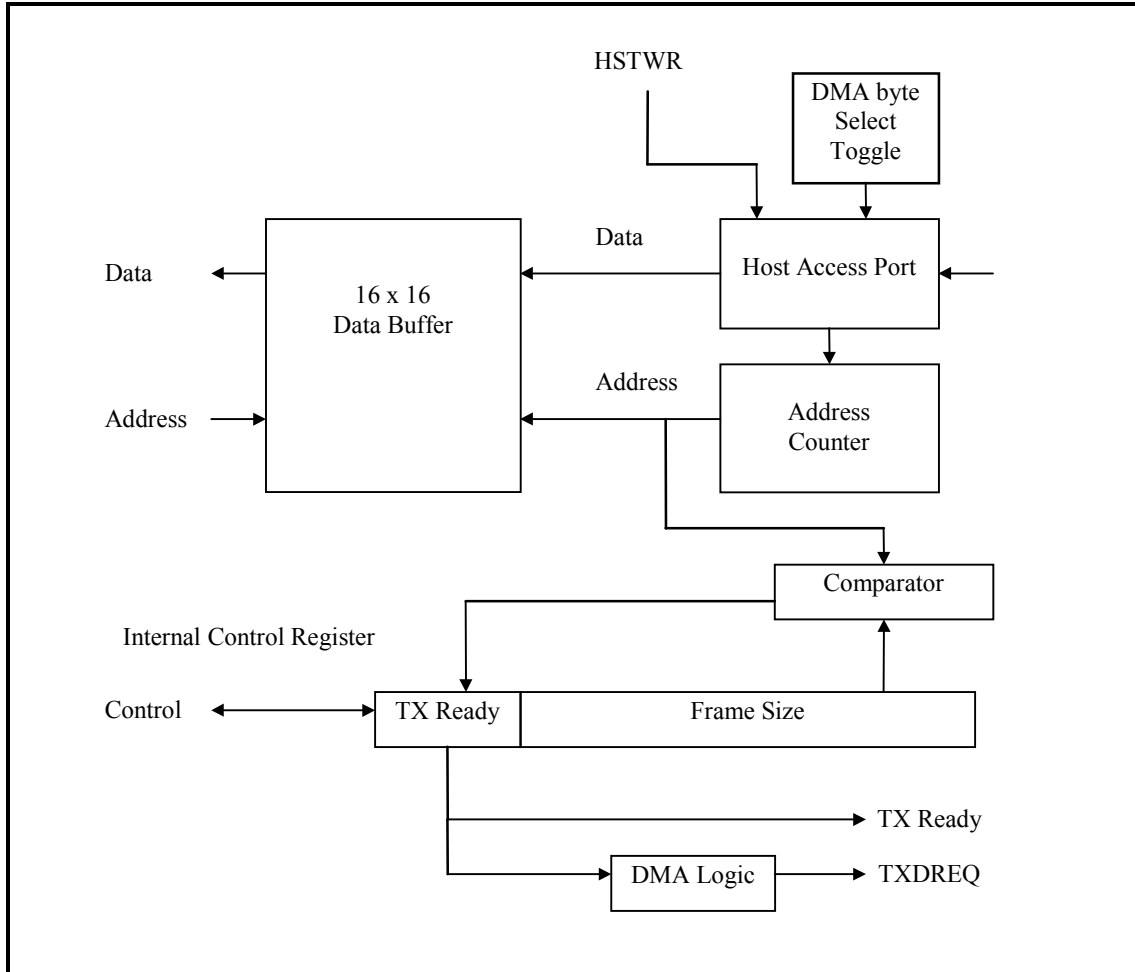 HSTWR
DMA byte
Select
Toggle
Data
Data
Host Access Port
16 x 16
Data Buffer
Address
Address
Address
Counter
Comparator
Internal Control Register
Control
TX Ready
Frame Size
TX Ready
DMA Logic
TXDREQ